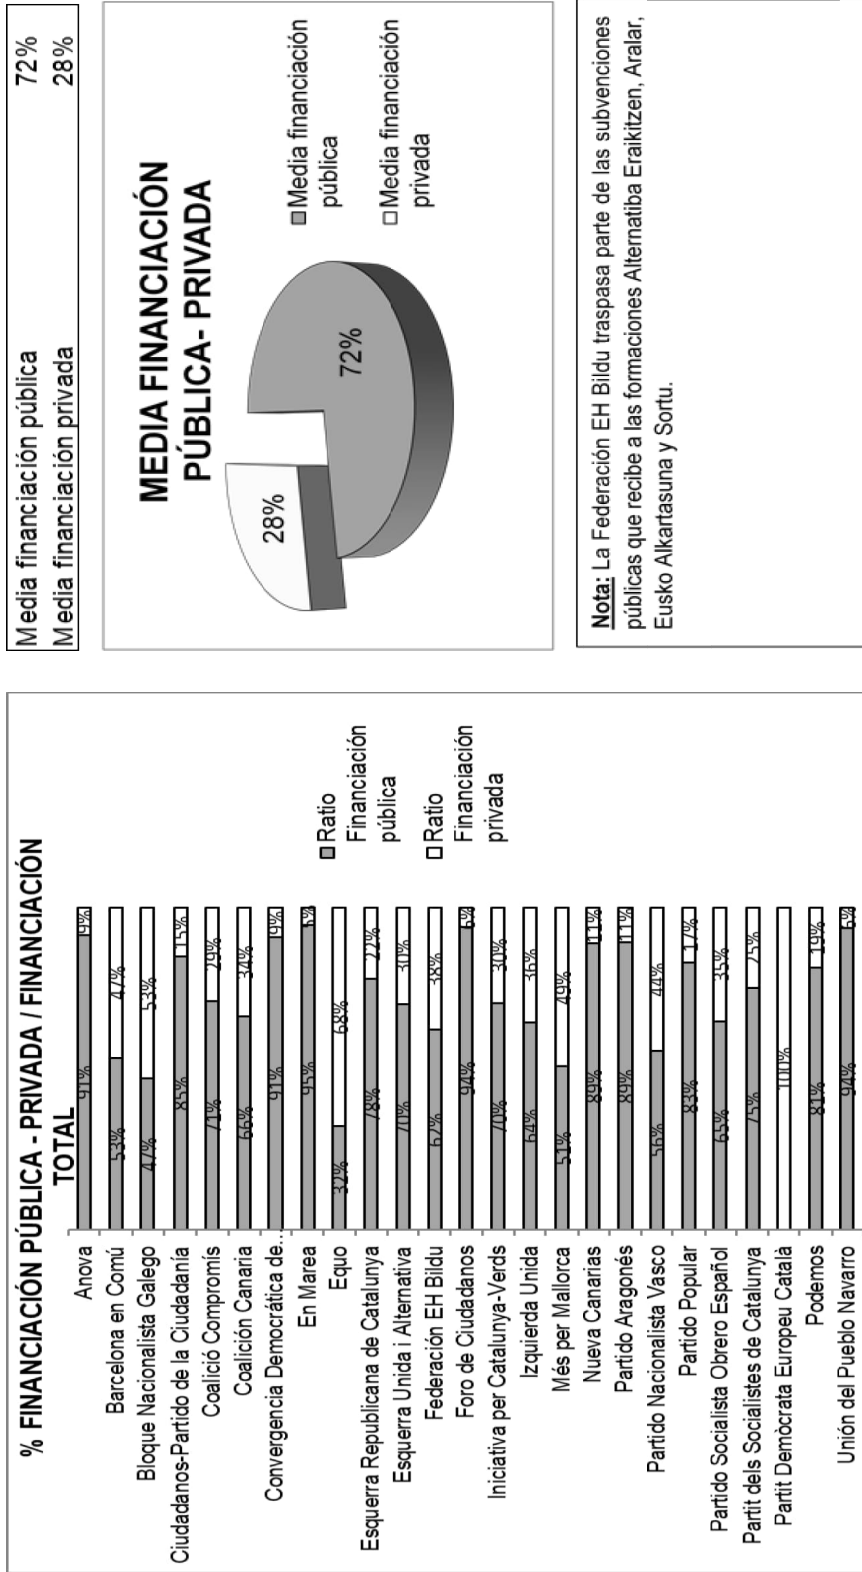 % FINANCIACIÓN PÚBLICA - PRIVADA / FINANCIACIÓN
TOTAL
Anova 91% 9%
Barcelona en Comú 53% 47%
Bloque Nacionalista Galego 47% 53%
Ciudadanos-Partido de la Ciudadanía 85% 15%
Coalició Compromís 71% 29%
Coalición Canaria 66% 34%
Convergencia Democrática de... 91% 9%
En Marea 95% 5%
Equo 32% 68%
Esquerra Republicana de Catalunya 78% 22%
Esquerra Unida i Alternativa 70% 30%
Federación EH Bildu 62% 38%
Foro de Ciudadanos 94% 6%
Iniciativa per Catalunya-Verds 70% 30%
Izquierda Unida 64% 36%
Més per Mallorca 51% 49%
Nueva Canarias 89% 11%
Partido Aragonés 89% 11%
Partido Nacionalista Vasco 56% 44%
Partido Popular 83% 17%
Partido Socialista Obrero Español 65% 35%
Partit dels Socialistes de Catalunya 75% 25%
Partit Demòcrata Europeu Català 100%
Podemos 81% 19%
Unión del Pueblo Navarro 94% 6%
Ratio
Financiación
pública
Ratio
Financiación
privada
Media financiación pública 72%
Media financiación privada 28%
MEDIA FINANCIACIÓN
PÚBLICA- PRIVADA
28%
72%
Media financiación
pública
Media financiación
privada
Nota: La Federación EH Bildu traspasa parte de las subvenciones
públicas que recibe a las formaciones Alternatiba Eraikitzen, Aralar,
Eusko Alkartasuna y Sortu.